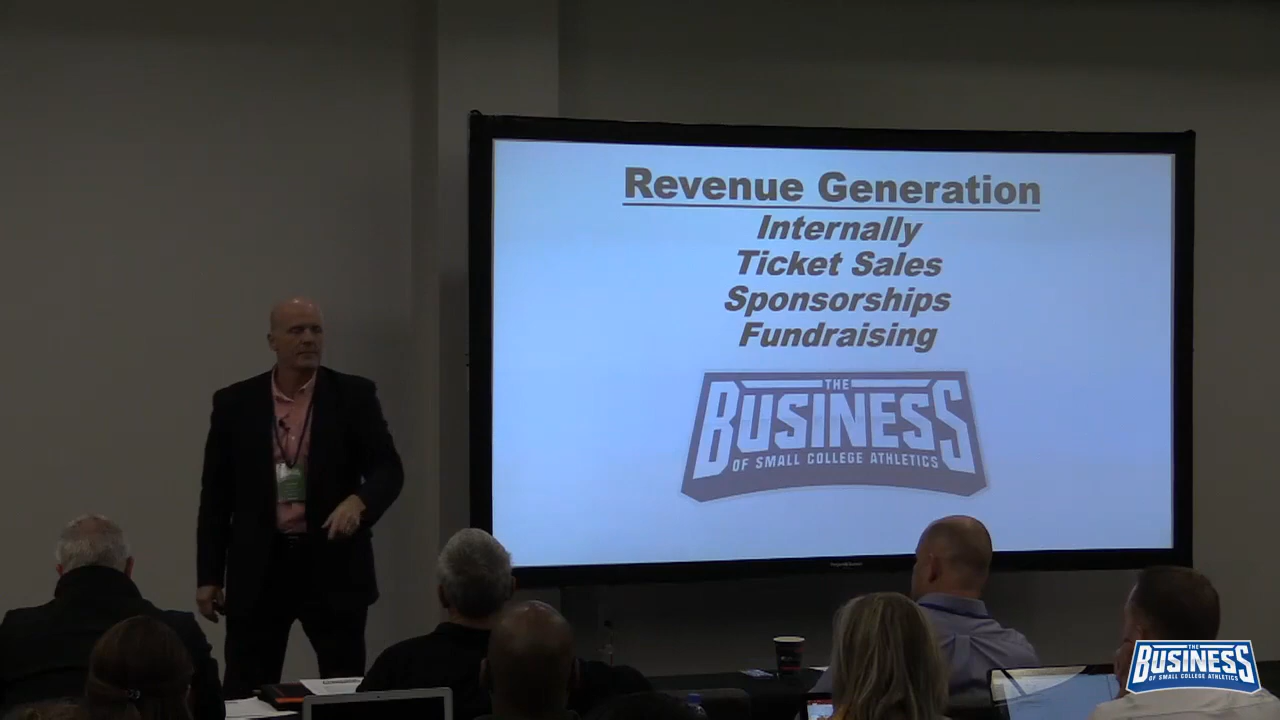 Revenue Generation
Internally
Ticket Sales
Sponsorships
Fundraising
THE
BUSINESS
OF SMALL COLLEGE ATHLETICS
THE
BUSINESS
OF SMALL COLLEGE ATHLETICS